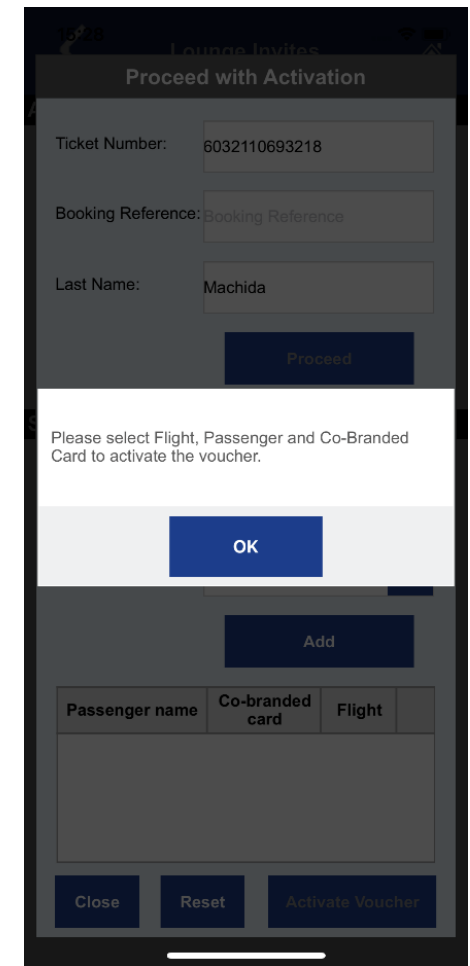 Lounge Invites
Proceed with Activation
Ticket Number:
6032110693218
Booking Reference:
Booking Reference
Last Name:
Machida
Proceed
Please select Flight, Passenger and Co-Branded
Card to activate the voucher.
OK
Add
Passenger name
Co-branded
card
Flight
Close
Reset
Activate Voucher